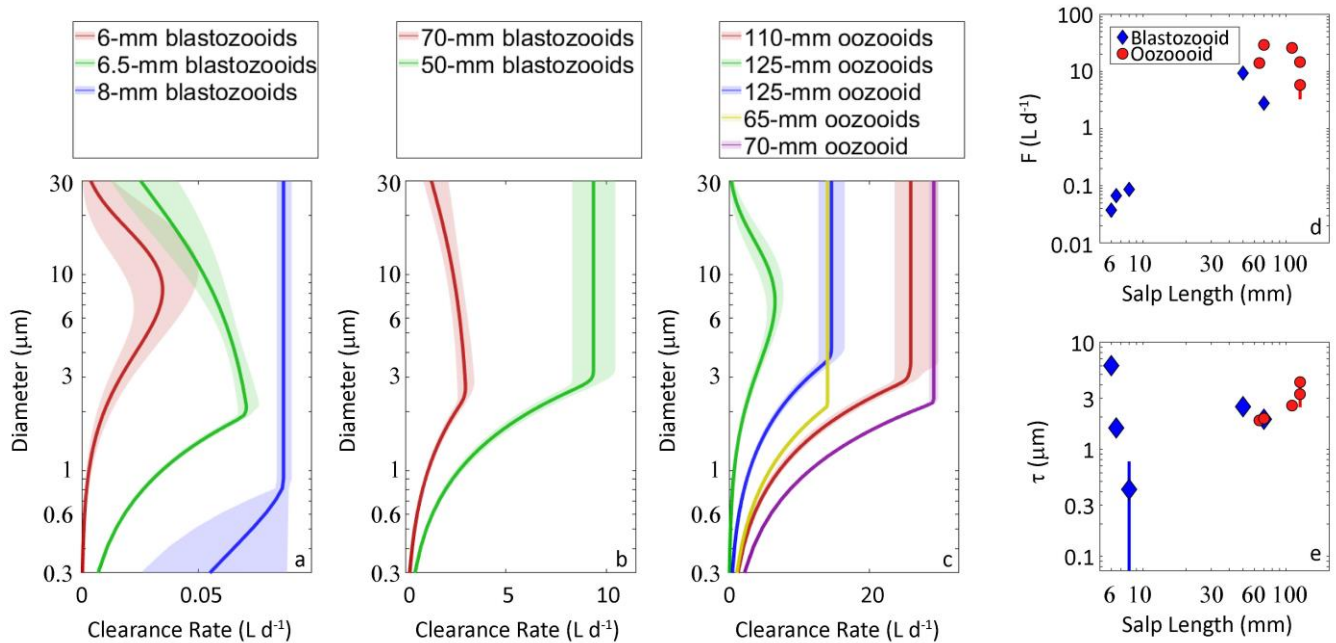 6-mm blastozooids
6.5-mm blastozooids
8-mm blastozooids
30
10
6
3
1
0.6
0.3
Diameter (µm)
0
0.05
Clearance Rate (L d⁻¹)
a
70-mm blastozooids
50-mm blastozooids
30
10
6
3
1
0.6
0.3
Diameter (µm)
0
5
10
Clearance Rate (L d⁻¹)
b
110-mm oozooids
125-mm oozooids
125-mm oozooid
65-mm oozooids
70-mm oozooid
30
10
6
3
1
0.6
0.3
Diameter (µm)
0
20
Clearance Rate (L d⁻¹)
c
Blastozooid
Oozoooid
100
10
1
0.1
0.01
F (L d⁻¹)
6 10 30 60 100
Salp Length (mm)
d
10
3
1
0.3
0.1
τ (µm)
6 10 30 60 100
Salp Length (mm)
e